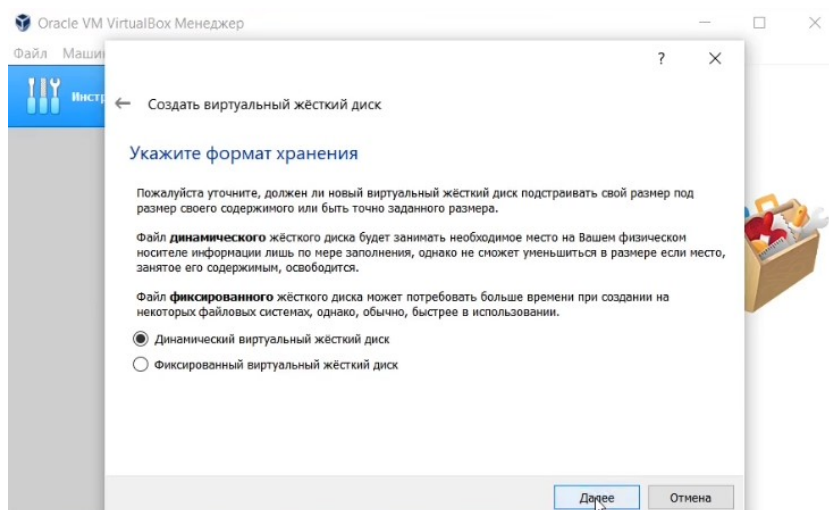 Oracle VM VirtualBox Менеджер
Файл Машин
Инстр
?
Создать виртуальный жёсткий диск
Укажите формат хранения
Пожалуйста уточните, должен ли новый виртуальный жёсткий диск подстраивать свой размер под
размер своего содержимого или быть точно заданного размера.
Файл динамического жёсткого диска будет занимать необходимое место на Вашем физическом
носителе информации лишь по мере заполнения, однако не сможет уменьшиться в размере если место,
занятое его содержимым, освободится.
Файл фиксированного жёсткого диска может потребовать больше времени при создании на
некоторых файловых системах, однако, обычно, быстрее в использовании.
Динамический виртуальный жёсткий диск
Фиксированный виртуальный жёсткий диск
Далее Отмена